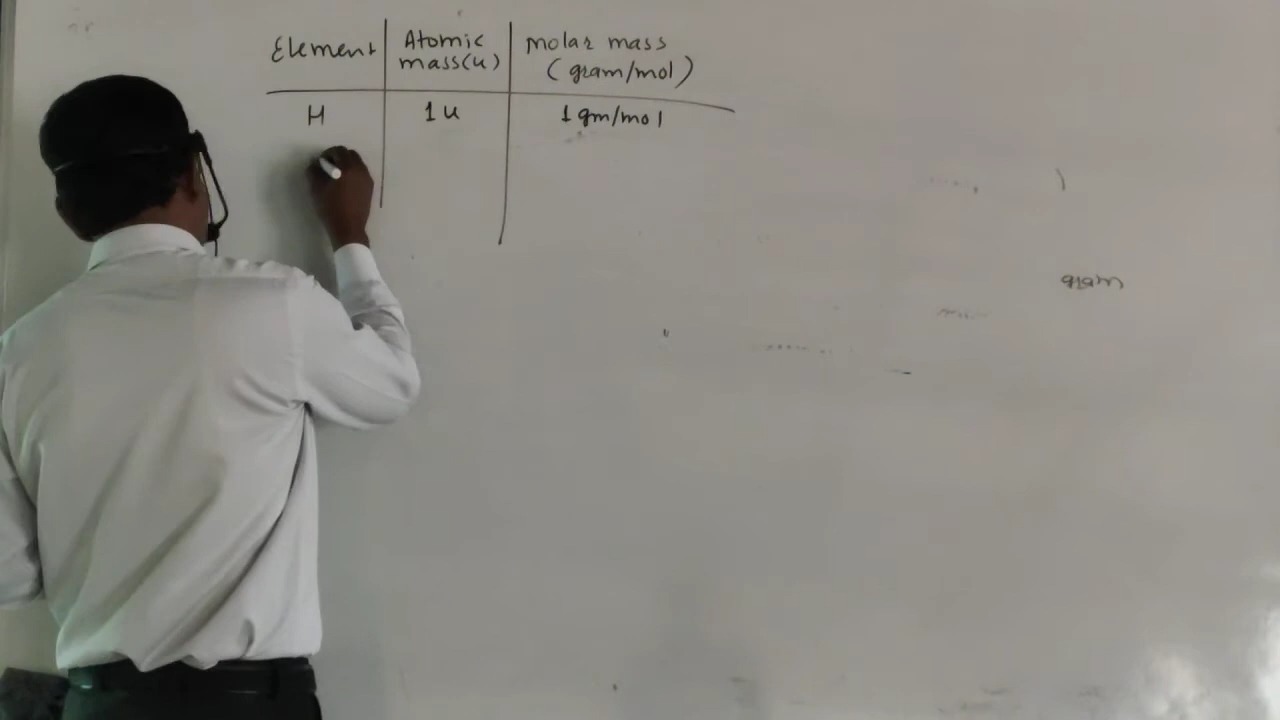 Element
Atomic
mass(u)
molar mass
(gram/mol)
H
1 u
1 gm/mol
gram